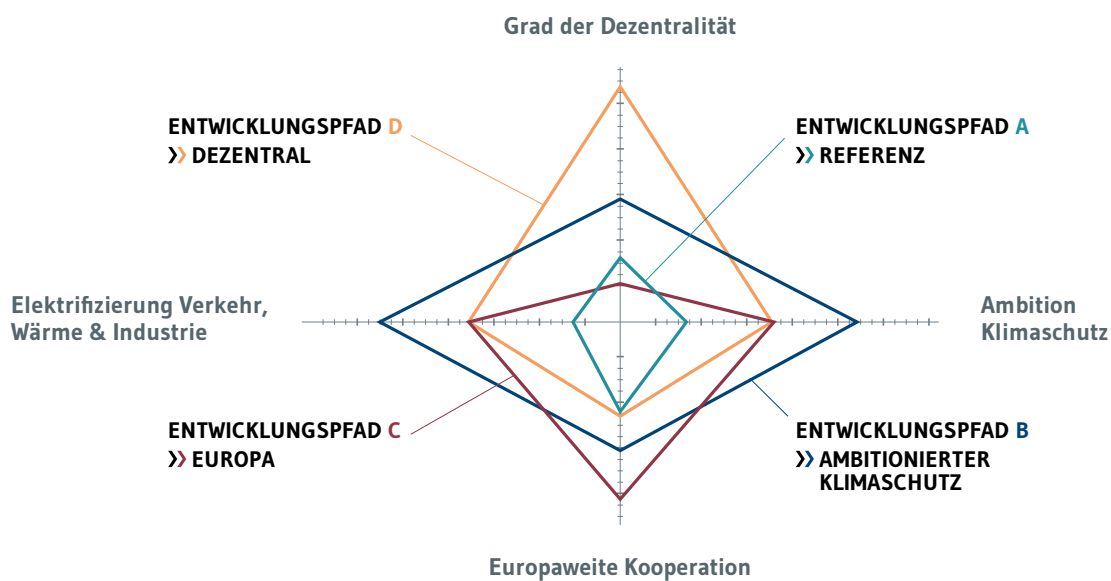 Grad der Dezentralität
ENTWICKLUNGSPFAD D
DEZENTRAL
ENTWICKLUNGSPFAD A
REFERENZ
Elektrifizierung Verkehr,
Wärme & Industrie
Ambition
Klimaschutz
ENTWICKLUNGSPFAD C
EUROPA
ENTWICKLUNGSPFAD B
AMBITIONIERTER
KLIMASCHUTZ
Europaweite Kooperation